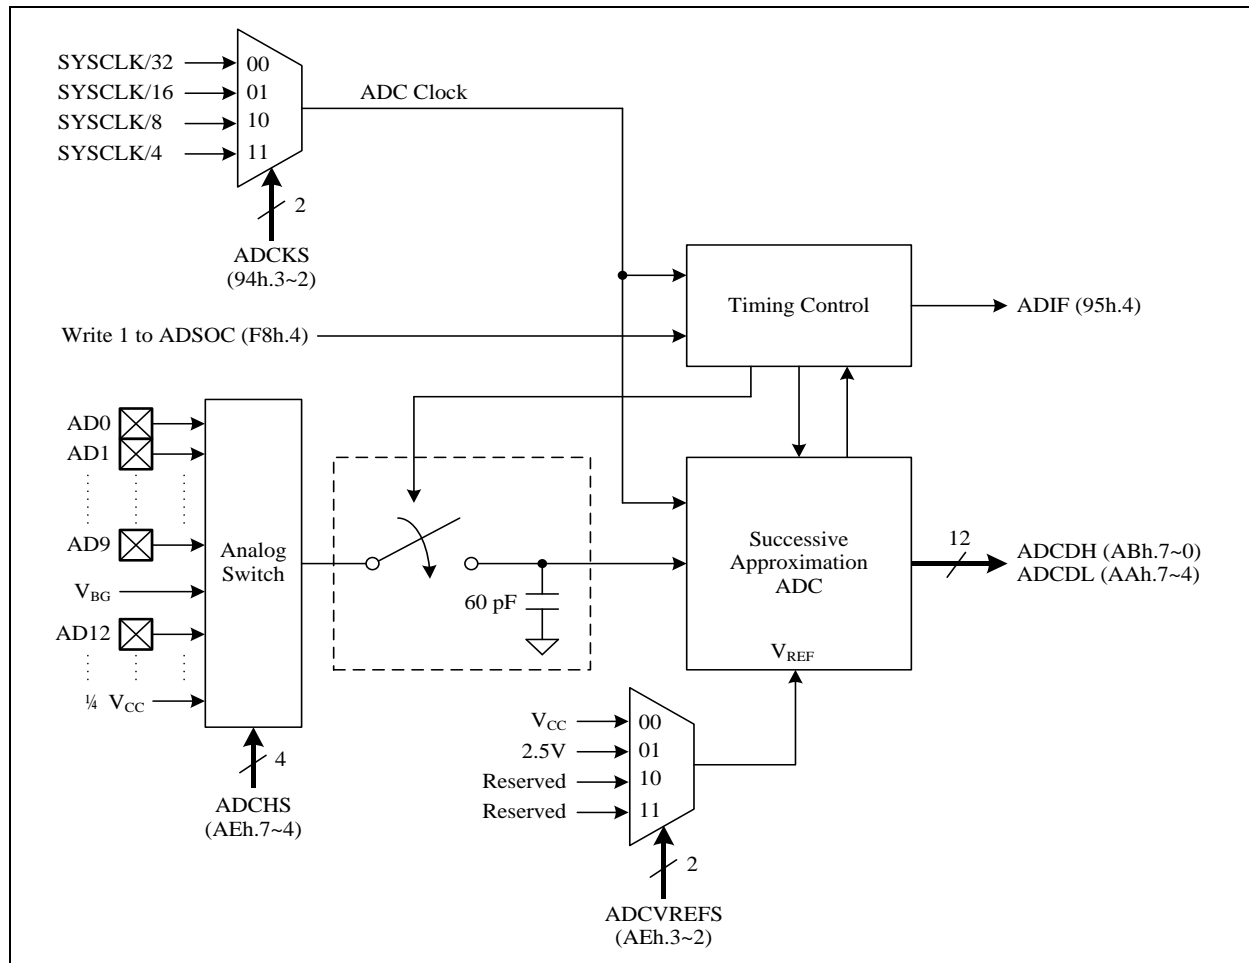 SYSCLK/32
00
SYSCLK/16
01
ADC Clock
SYSCLK/8
10
SYSCLK/4
11
2
ADCKS
(94h.3~2)
Timing Control
ADIF (95h.4)
Write 1 to ADSOC (F8h.4)
AD0
AD1
AD9
Analog
Switch
VBG
AD12
¼ VCC
4
ADCHS
(AEh.7~4)
60 pF
Successive
Approximation
ADC
VREF
12
ADCDH (ABh.7~0)
ADCDL (AAh.7~4)
VCC
00
2.5V
01
Reserved
10
Reserved
11
2
ADCVREFS
(AEh.3~2)